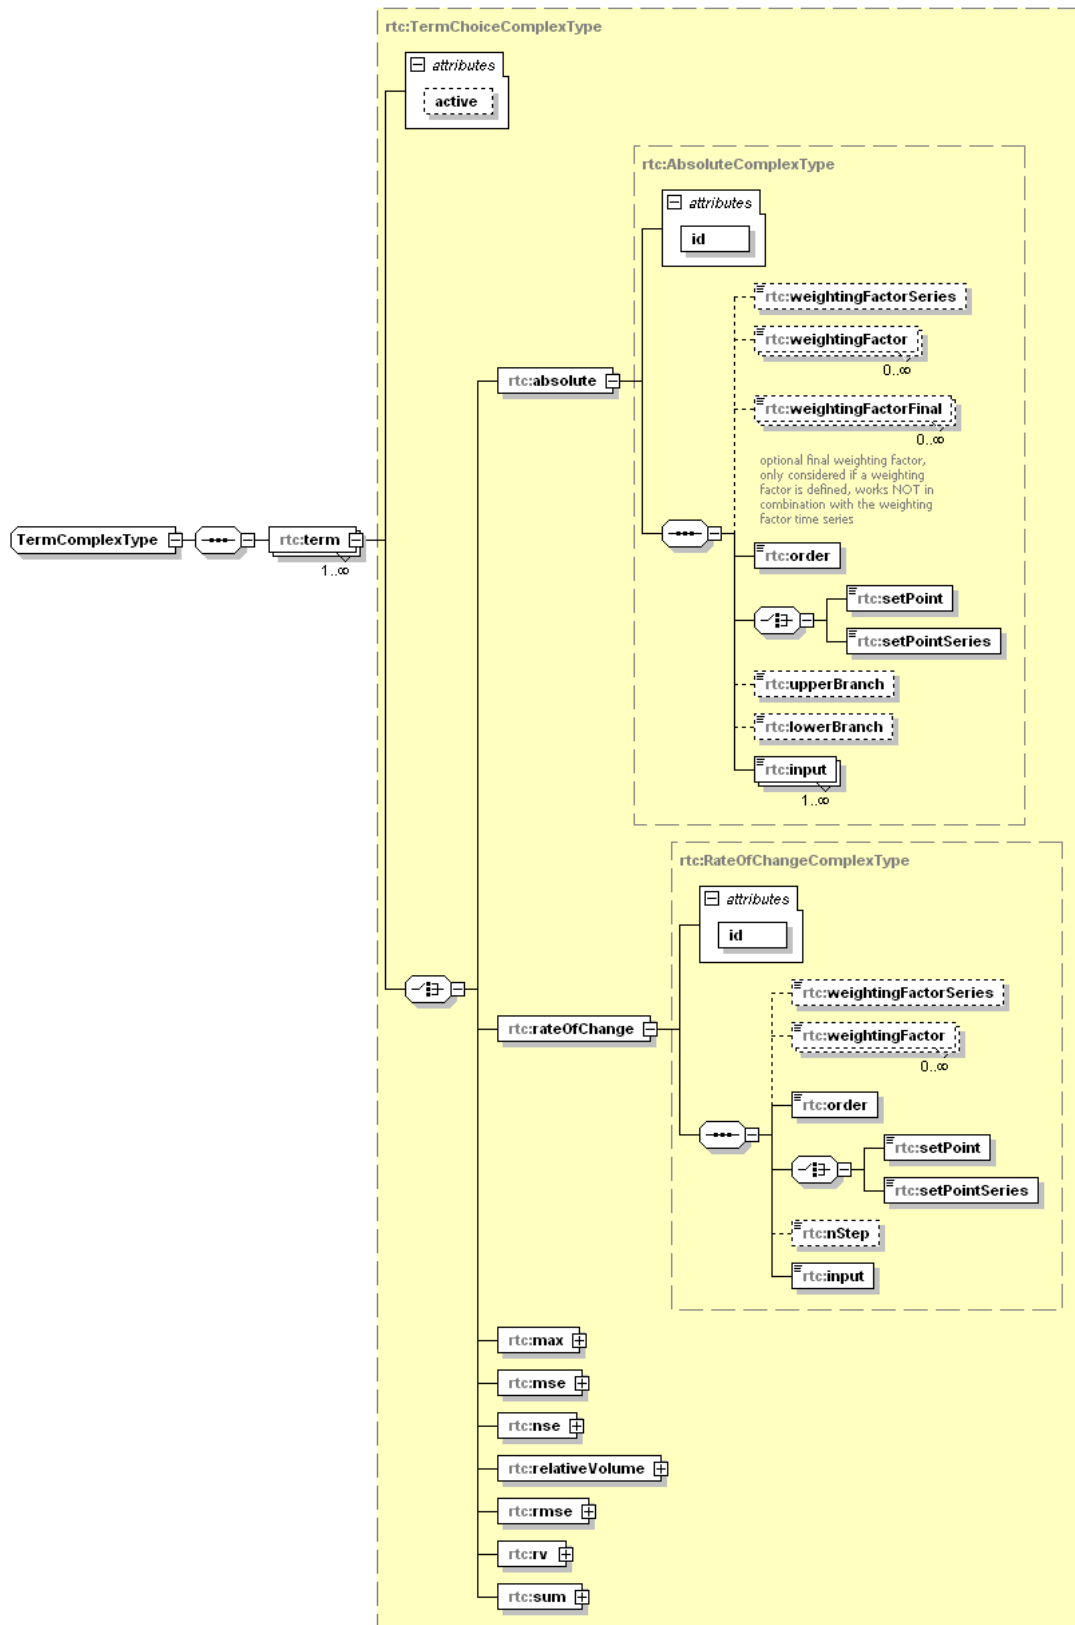 rtc:TermChoiceComplexType
attributes
active
rtc:AbsoluteComplexType
attributes
id
rtc:weightingFactorSeries
rtc:weightingFactor
0..∞
rtc:absolute
rtc:weightingFactorFinal
0..∞
optional final weighting factor,
only considered if a weighting
factor is defined, works NOT in
combination with the weighting
factor time series
TermComplexType
rtc:term
1..∞
rtc:order
rtc:setPoint
rtc:setPointSeries
rtc:upperBranch
rtc:lowerBranch
rtc:input
1..∞
rtc:RateOfChangeComplexType
attributes
id
rtc:weightingFactorSeries
rtc:rateOfChange
rtc:weightingFactor
0..∞
rtc:order
rtc:setPoint
rtc:setPointSeries
rtc:nStep
rtc:input
rtc:max
rtc:mse
rtc:nse
rtc:relativeVolume
rtc:rmse
rtc:rv
rtc:sum